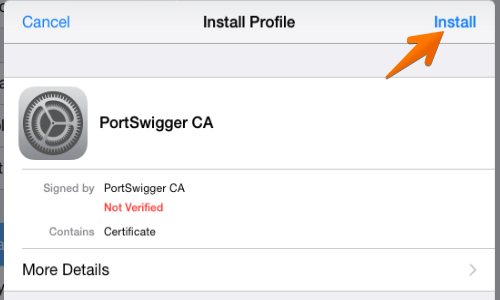 Cancel Install Profile Install
PortSwigger CA
Signed by PortSwigger CA
Not Verified
Contains Certificate
More Details